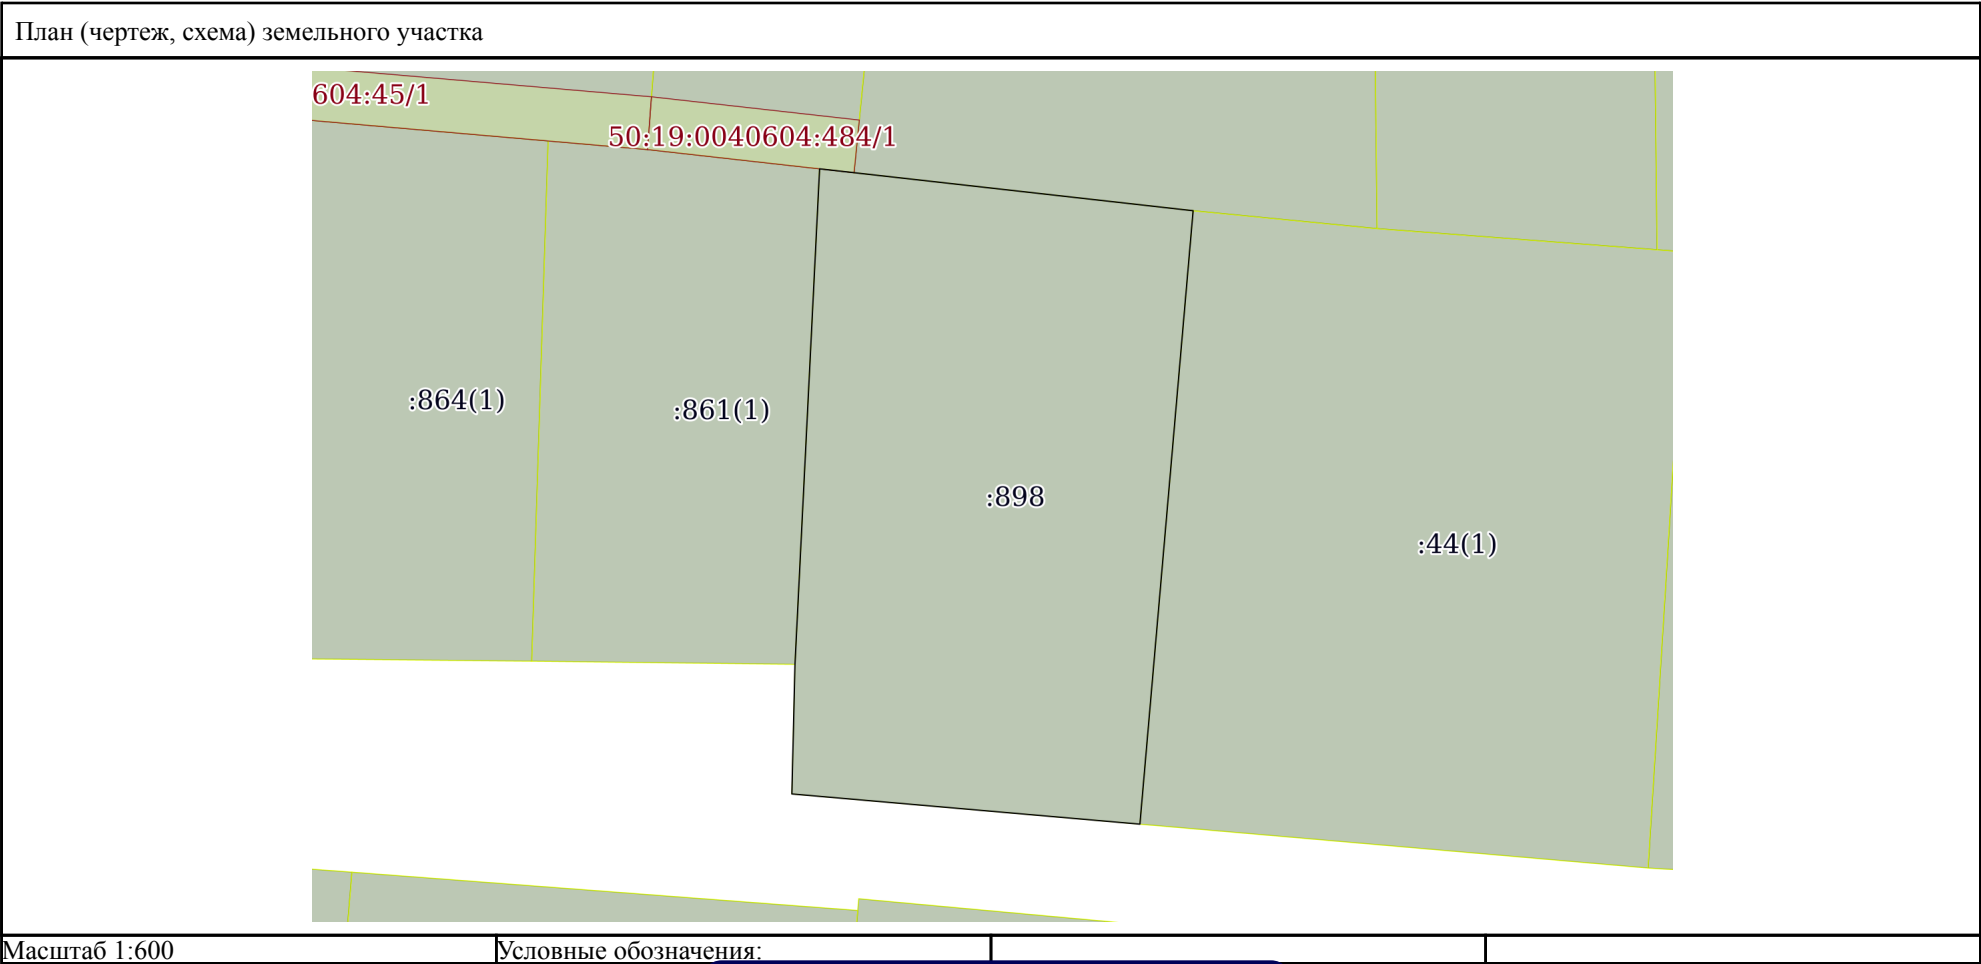 План (чертеж, схема) земельного участка
604:45/1
50:19:0040604:484/1
:864(1)
:861(1)
:898
:44(1)
Масштаб 1:600
Условные обозначения: